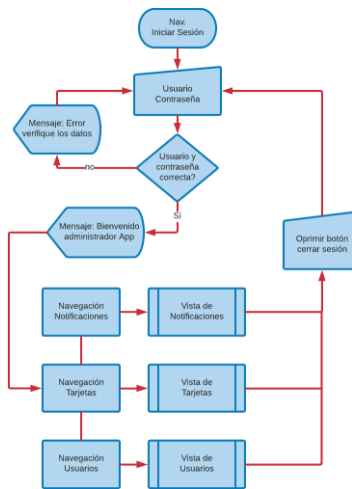 Nav.
Iniciar Sesión
Usuario
Contraseña
Mensaje: Error
verifique los datos
Usuario y
contraseña
correcta?
no
Sí
Mensaje: Bienvenido
administrador App
Oprimir botón
cerrar sesión
Navegación
Notificaciones
Vista de
Notificaciones
Navegación
Tarjetas
Vista de
Tarjetas
Navegación
Usuarios
Vista de
Usuarios